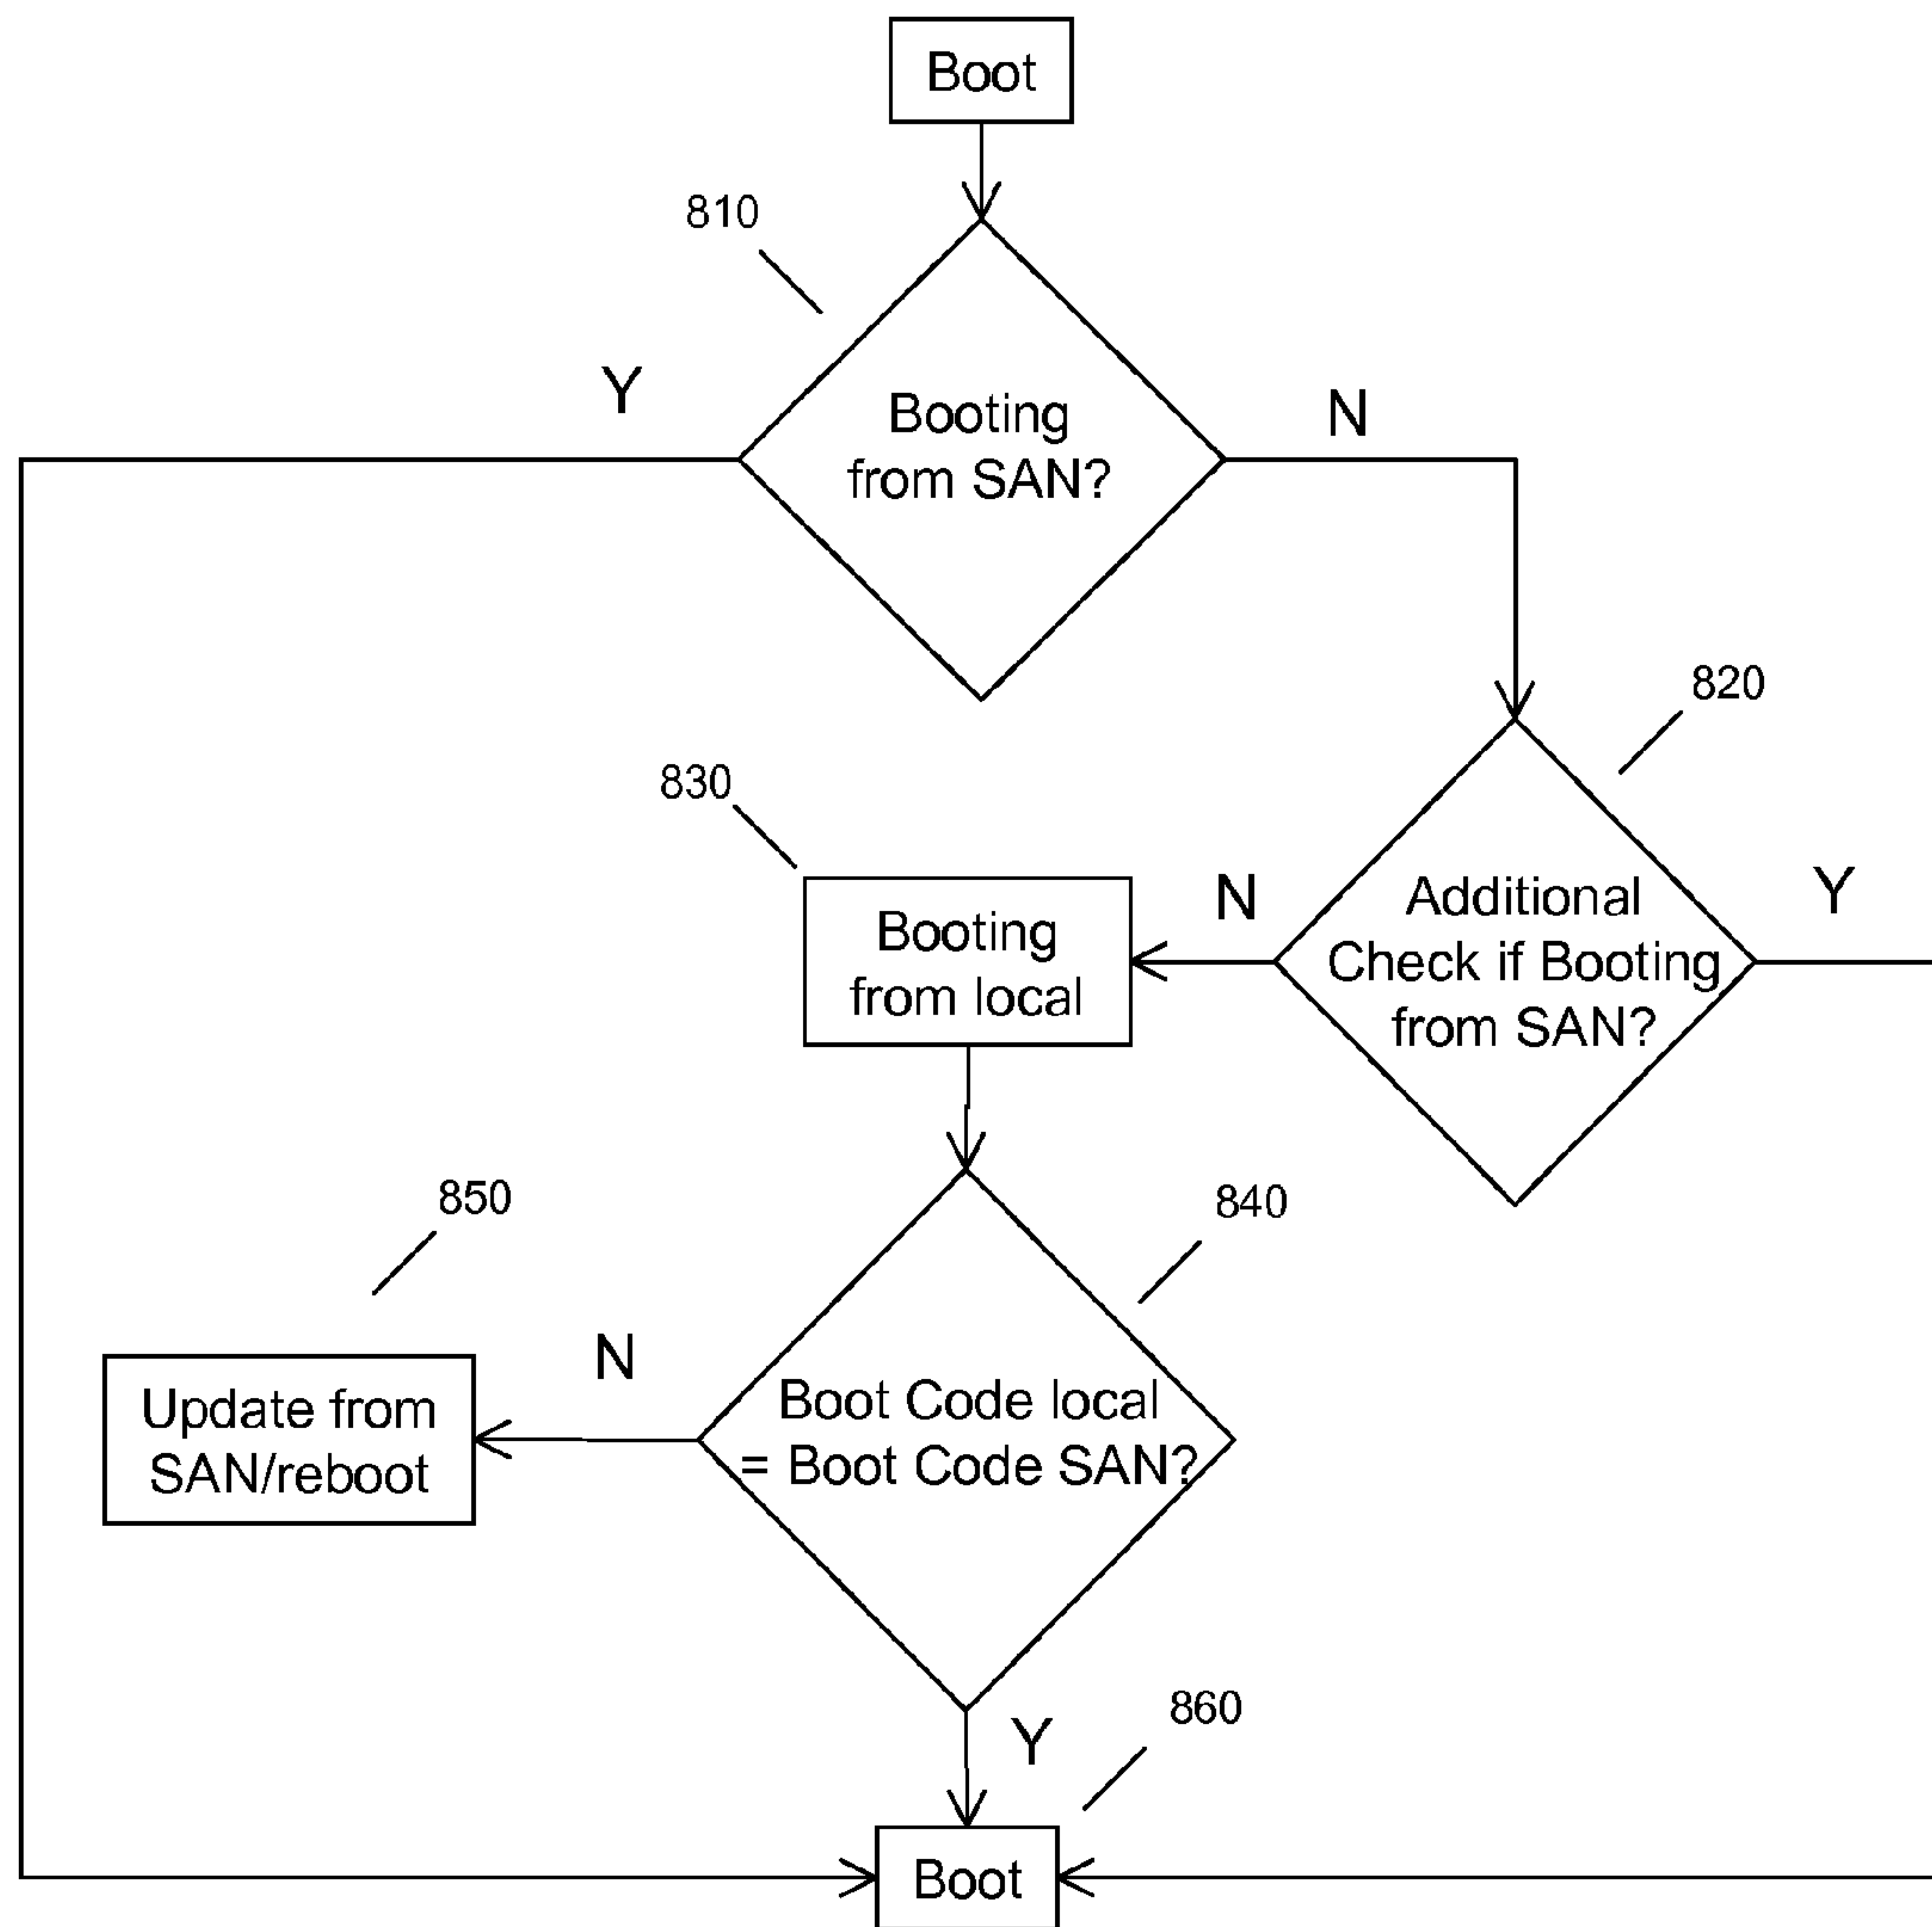 Boot
810
Y
Booting
from SAN?
N
820
830
Booting
from local
N
Additional
Check if Booting
from SAN?
Y
850
840
N
Update from
SAN/reboot
Boot Code local
= Boot Code SAN?
Y
860
Boot